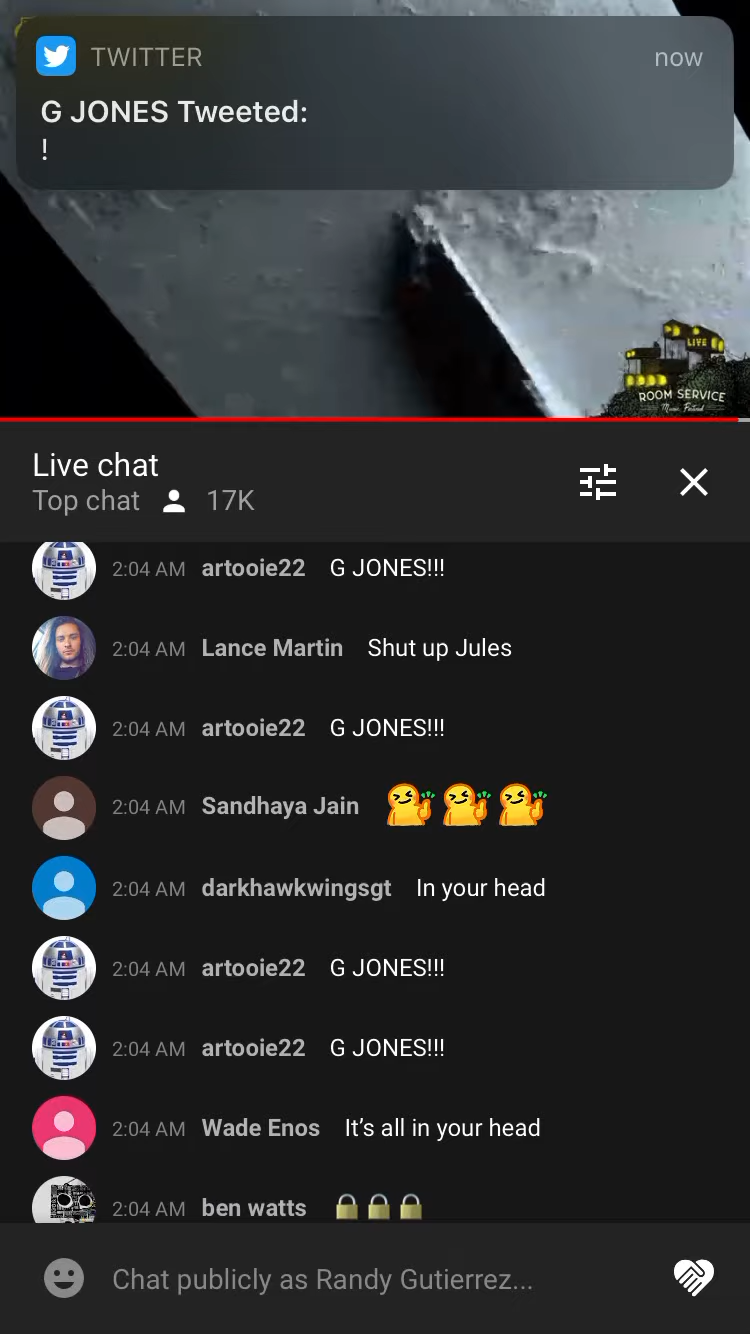 TWITTER now
G JONES Tweeted:
!
LIVE
ROOM SERVICE
Music Festival
Live chat
Top chat 17K
2:04 AM artooie22 G JONES!!!
2:04 AM Lance Martin Shut up Jules
2:04 AM artooie22 G JONES!!!
2:04 AM Sandhaya Jain
2:04 AM darkhawkwingsgt In your head
2:04 AM artooie22 G JONES!!!
2:04 AM artooie22 G JONES!!!
2:04 AM Wade Enos It’s all in your head
2:04 AM ben watts 🔒🔒🔒
Chat publicly as Randy Gutierrez...